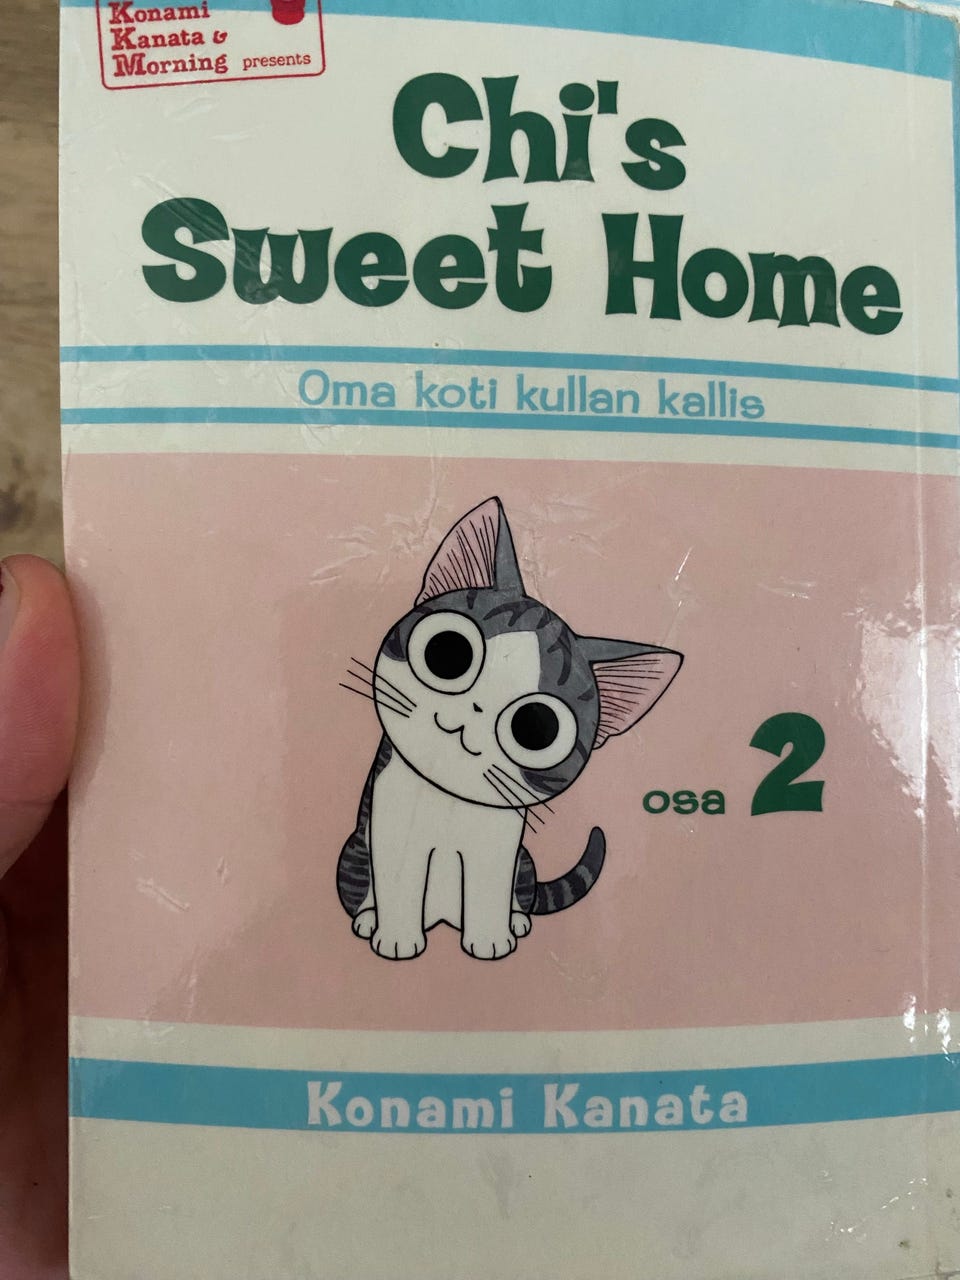 Konami
Kanata &
Morning presents
Chi's
Sweet Home
Oma koti kullan kallis
osa 2
Konami Kanata